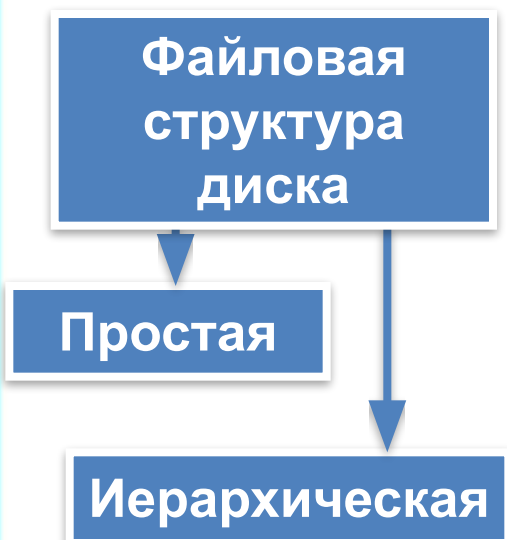 Файловая
структура
диска
Простая
Иерархическая